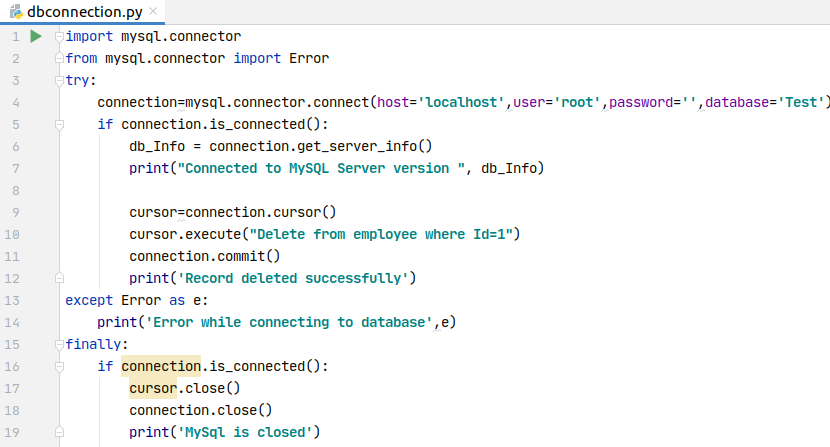 dbconnection.py
1 import mysql.connector
2 from mysql.connector import Error
3 try:
4     connection=mysql.connector.connect(host='localhost',user='root',password='',database='Test')
5     if connection.is_connected():
6         db_Info = connection.get_server_info()
7         print("Connected to MySQL Server version ", db_Info)
8
9         cursor=connection.cursor()
10         cursor.execute("Delete from employee where Id=1")
11         connection.commit()
12         print('Record deleted successfully')
13 except Error as e:
14     print('Error while connecting to database',e)
15 finally:
16     if connection.is_connected():
17         cursor.close()
18         connection.close()
19         print('MySql is closed')